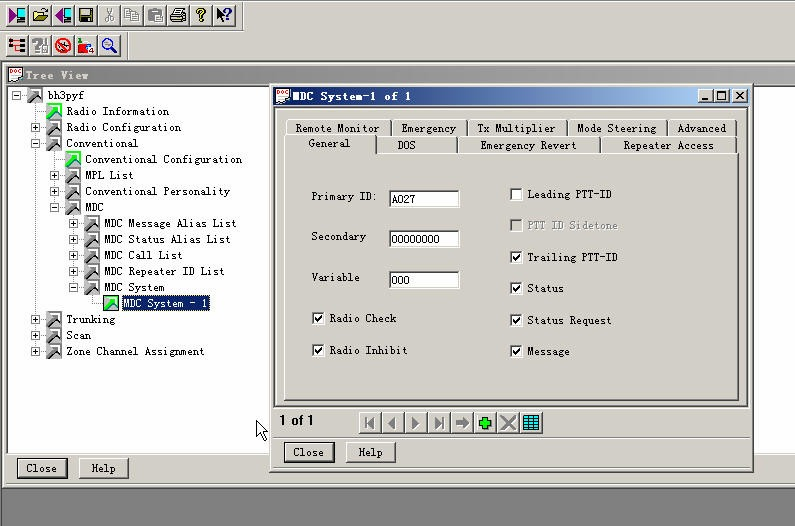 Tree View
bh3pyf
Radio Information
Radio Configuration
Conventional
Conventional Configuration
MPL List
Conventional Personality
MDC
MDC Message Alias List
MDC Status Alias List
MDC Call List
MDC Repeater ID List
MDC System
MDC System - 1
Trunking
Scan
Zone Channel Assignment
Close Help
MDC System-1 of 1
Remote Monitor Emergency Tx Multiplier Mode Steering Advanced
General DOS Emergency Revert Repeater Access
Primary ID: A027
Secondary 00000000
Variable 000
Radio Check
Radio Inhibit
Leading PTT-ID
PTT ID Sidetone
Trailing PTT-ID
Status
Status Request
Message
1 of 1
Close Help